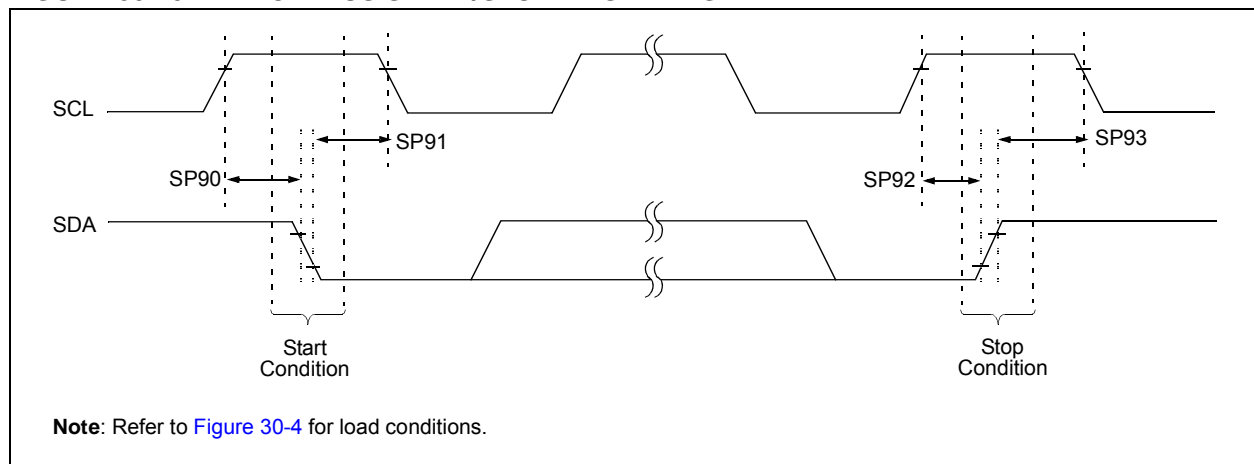 SCL
SP91
SP93
SP90
SP92
SDA
Start
Condition
Stop
Condition
Note: Refer to Figure 30-4 for load conditions.